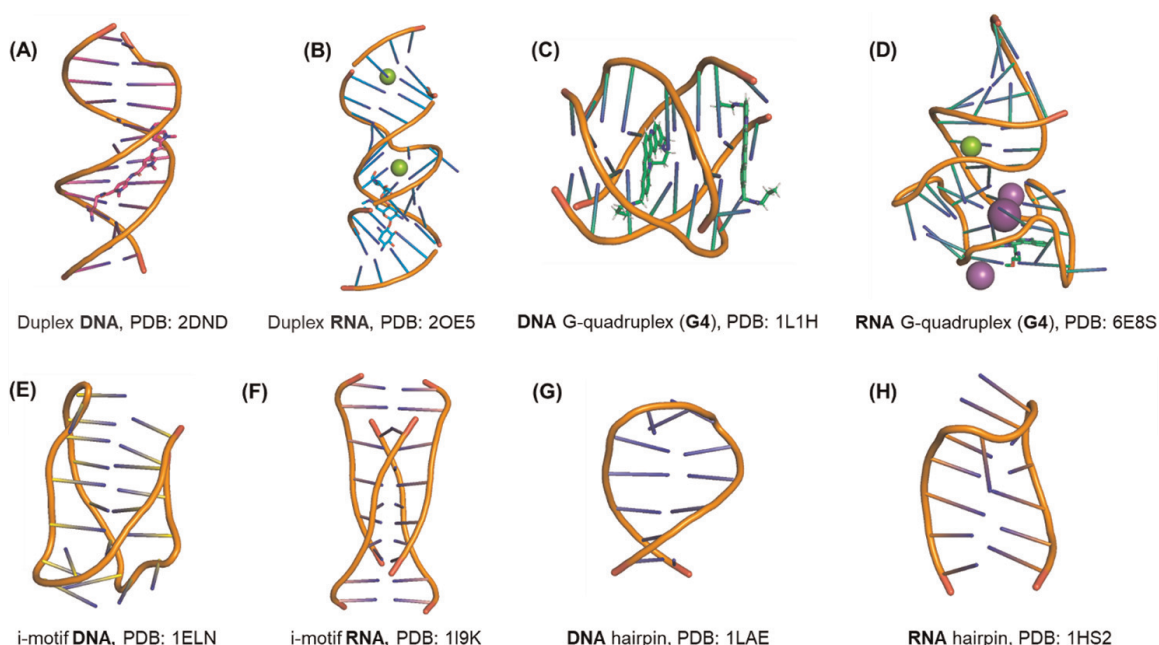 (A) (B) (C) (D)
Duplex DNA, PDB: 2DND Duplex RNA, PDB: 2OE5 DNA G-quadruplex (G4), PDB: 1L1H RNA G-quadruplex (G4), PDB: 6E8S
(E) (F) (G) (H)
i-motif DNA, PDB: 1ELN i-motif RNA, PDB: 1I9K DNA hairpin, PDB: 1LAE RNA hairpin, PDB: 1HS2